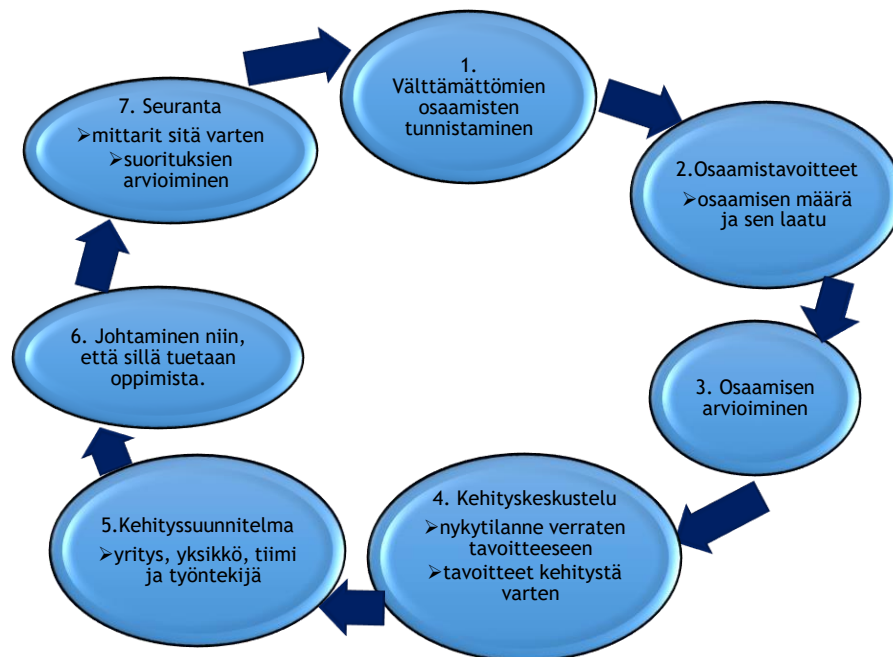 1.
Välttämättömien
osaamisten
tunnistaminen
2.Osaamistavoitteet
➢osaamisen määrä
ja sen laatu
3. Osaamisen
arvioiminen
4. Kehityskeskustelu
➢nykytilanne verraten
tavoitteeseen
➢tavoitteet kehitystä
varten
5.Kehityssuunnitelma
➢yritys, yksikkö, tiimi
ja työntekijä
6. Johtaminen niin,
että sillä tuetaan
oppimista.
7. Seuranta
➢mittarit sitä varten
➢suorituksien
arvioiminen